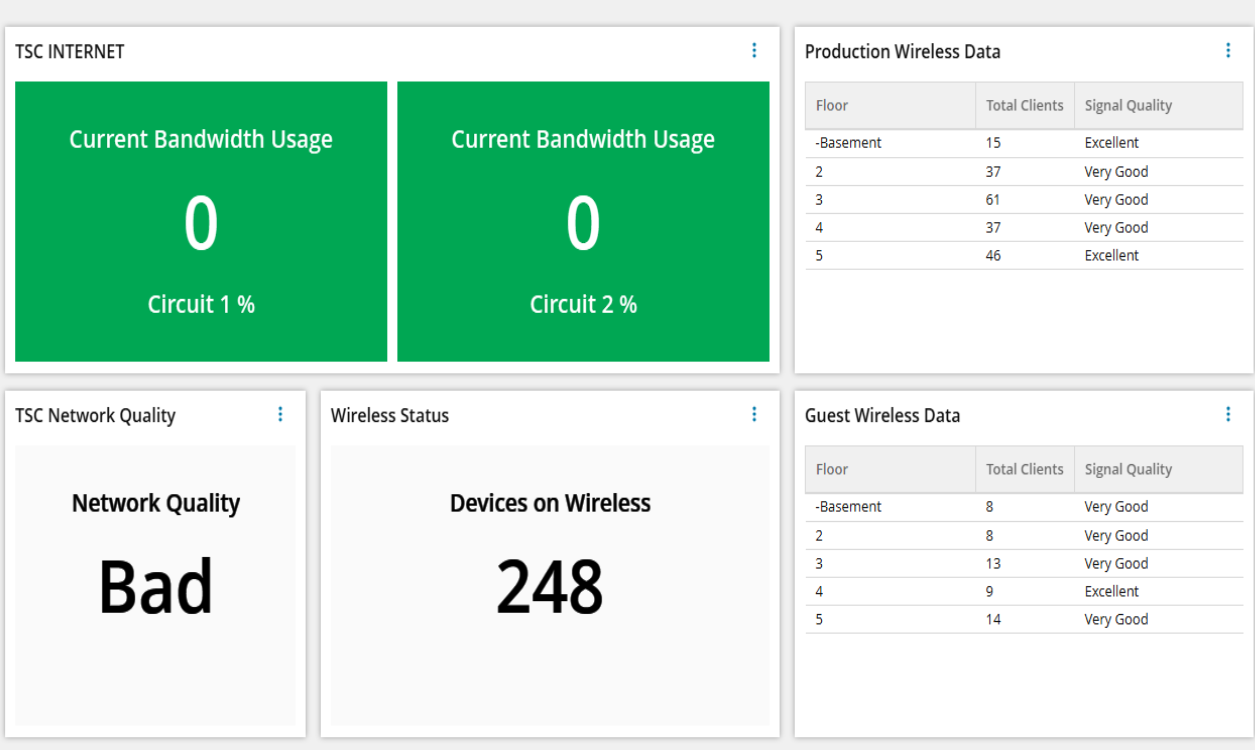 TSC INTERNET
Current Bandwidth Usage
0
Circuit 1 %
Current Bandwidth Usage
0
Circuit 2 %
Production Wireless Data
Floor Total Clients Signal Quality
-Basement 15 Excellent
2 37 Very Good
3 61 Very Good
4 37 Very Good
5 46 Excellent
TSC Network Quality
Network Quality
Bad
Wireless Status
Devices on Wireless
248
Guest Wireless Data
Floor Total Clients Signal Quality
-Basement 8 Very Good
2 8 Very Good
3 13 Very Good
4 9 Excellent
5 14 Very Good